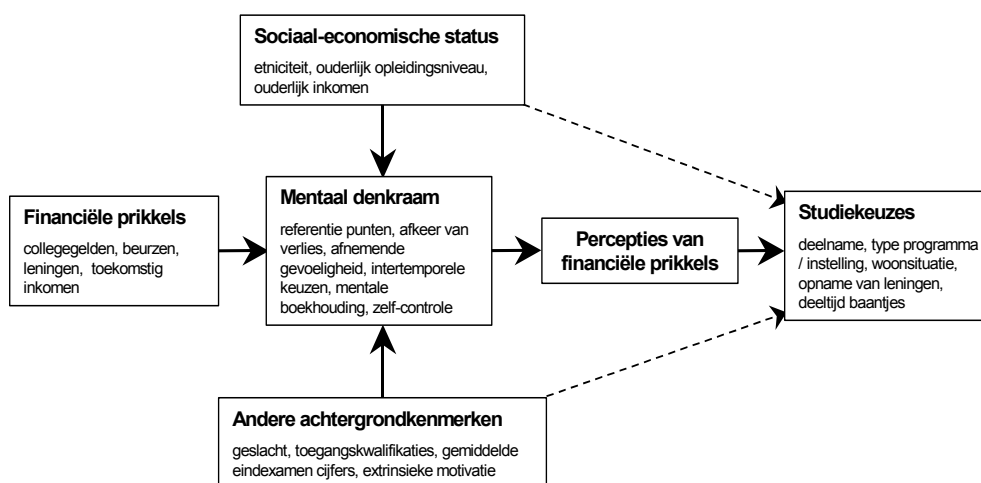 Sociaal-economische status
etniciteit, ouderlijk opleidingsniveau,
ouderlijk inkomen
Financiële prikkels
collegegelden, beurzen,
leningen, toekomstig
inkomen
Mentaal denkraam
referentie punten, afkeer van
verlies, afnemende
gevoeligheid, intertemporele
keuzen, mentale
boekhouding, zelf-controle
Percepties van
financiële prikkels
Studiekeuzes
deelname, type programma
/ instelling, woonsituatie,
opname van leningen,
deeltijd baantjes
Andere achtergrondkenmerken
geslacht, toegangskwalifikaties, gemiddelde
eindexamen cijfers, extrinsieke motivatie